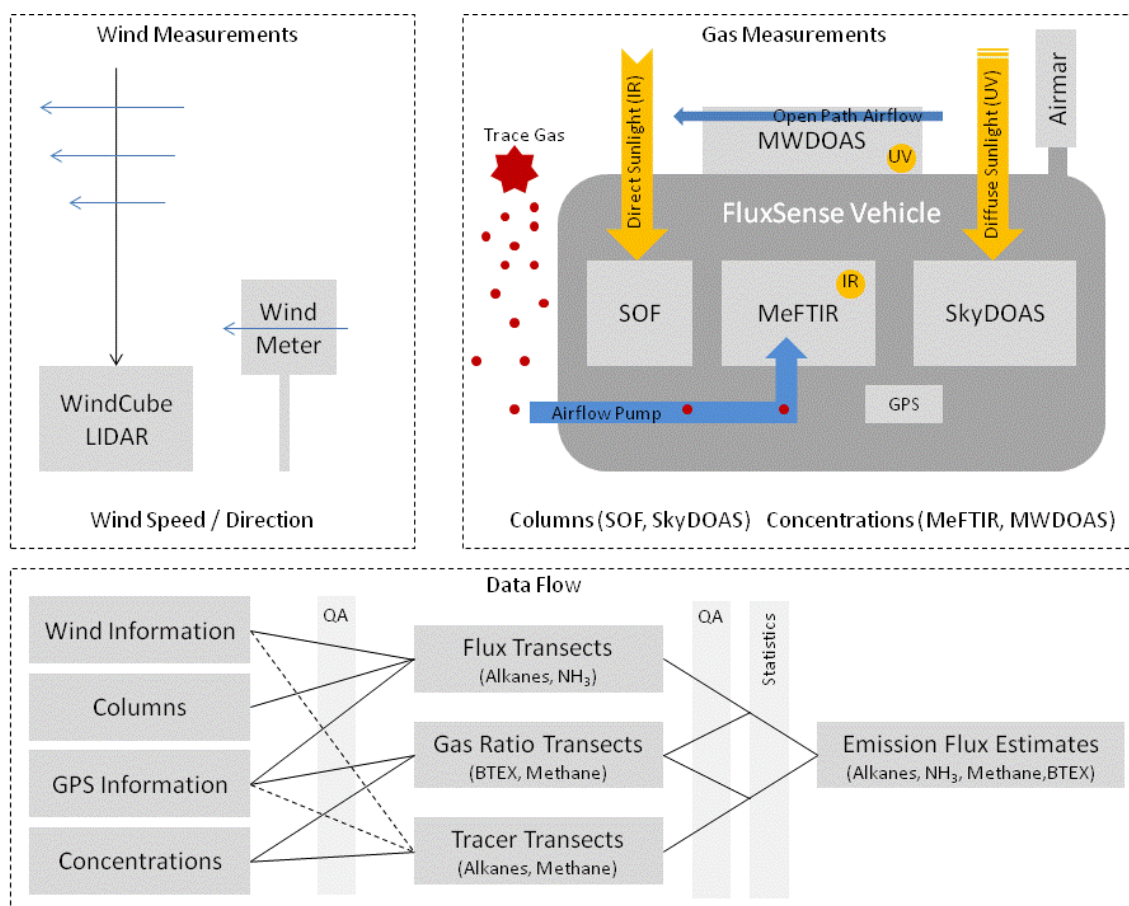 Wind Measurements
WindCube
LIDAR
Wind
Meter
Wind Speed / Direction
Gas Measurements
Trace Gas
Direct Sunlight (IR)
Open Path Airflow
MWDOAS
UV
Diffuse Sunlight (UV)
Airmar
FluxSense Vehicle
SOF
MeFTIR
IR
SkyDOAS
Airflow Pump
GPS
Columns (SOF, SkyDOAS) Concentrations (MeFTIR, MWDOAS)
Data Flow
Wind Information
Columns
GPS Information
Concentrations
QA
Flux Transects
(Alkanes, NH₃)
Gas Ratio Transects
(BTEX, Methane)
Tracer Transects
(Alkanes, Methane)
QA
Statistics
Emission Flux Estimates
(Alkanes, NH₃, Methane,BTEX)